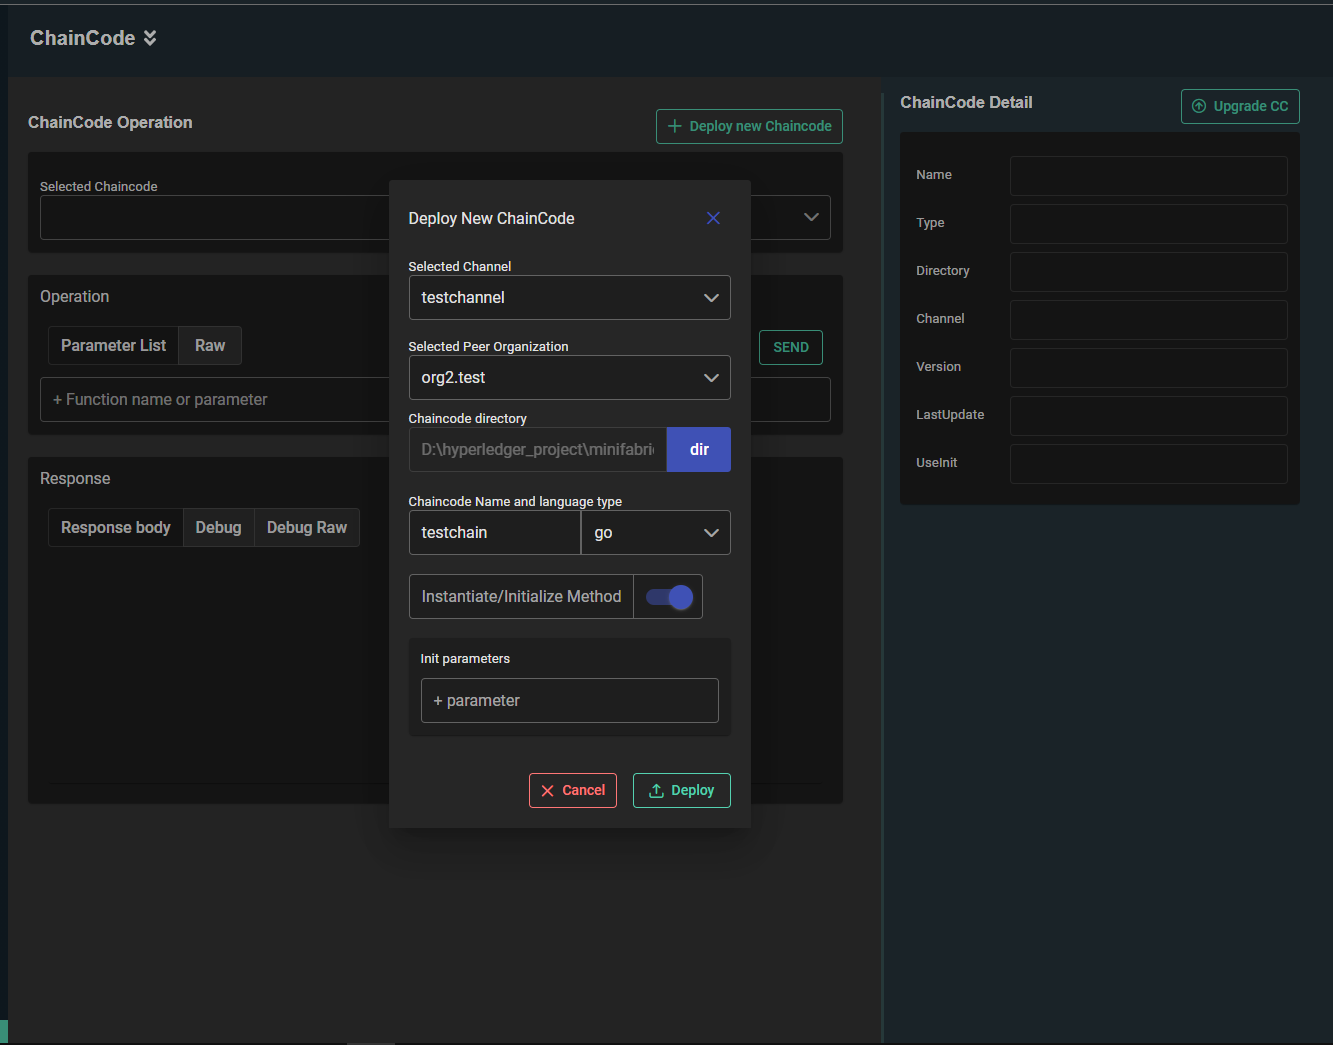 ChainCode
ChainCode Operation
+ Deploy new Chaincode
Selected Chaincode
Operation
Parameter List
Raw
SEND
+ Function name or parameter
Response
Response body
Debug
Debug Raw
Deploy New ChainCode
Selected Channel
testchannel
Selected Peer Organization
org2.test
Chaincode directory
D:\hyperledger_project\minifabri
dir
Chaincode Name and language type
testchain
go
Instantiate/Initialize Method
Init parameters
+ parameter
Cancel
Deploy
ChainCode Detail
Upgrade CC
Name
Type
Directory
Channel
Version
LastUpdate
UseInit